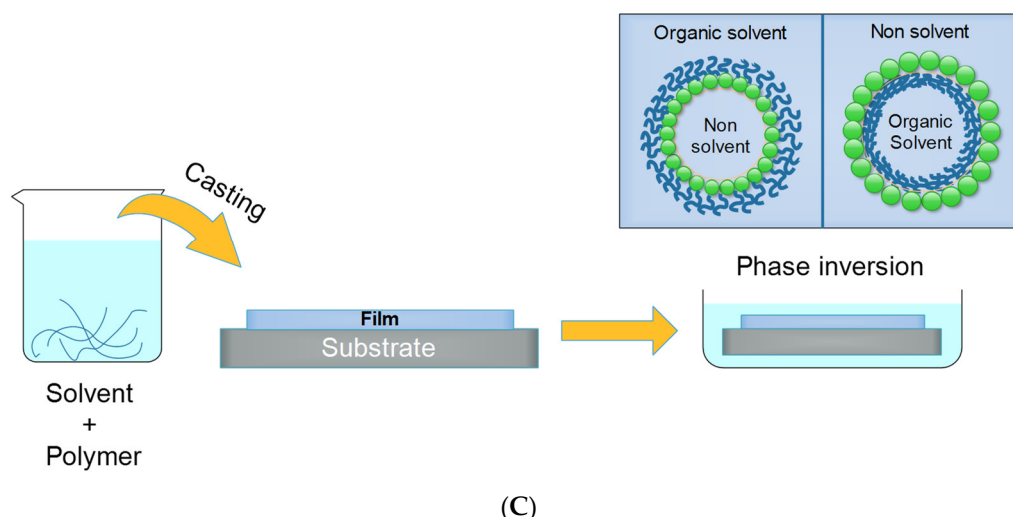 Organic solvent
Non
solvent
Non solvent
Organic
Solvent
Casting
Phase inversion
Film
Substrate
Solvent
+
Polymer
(C)